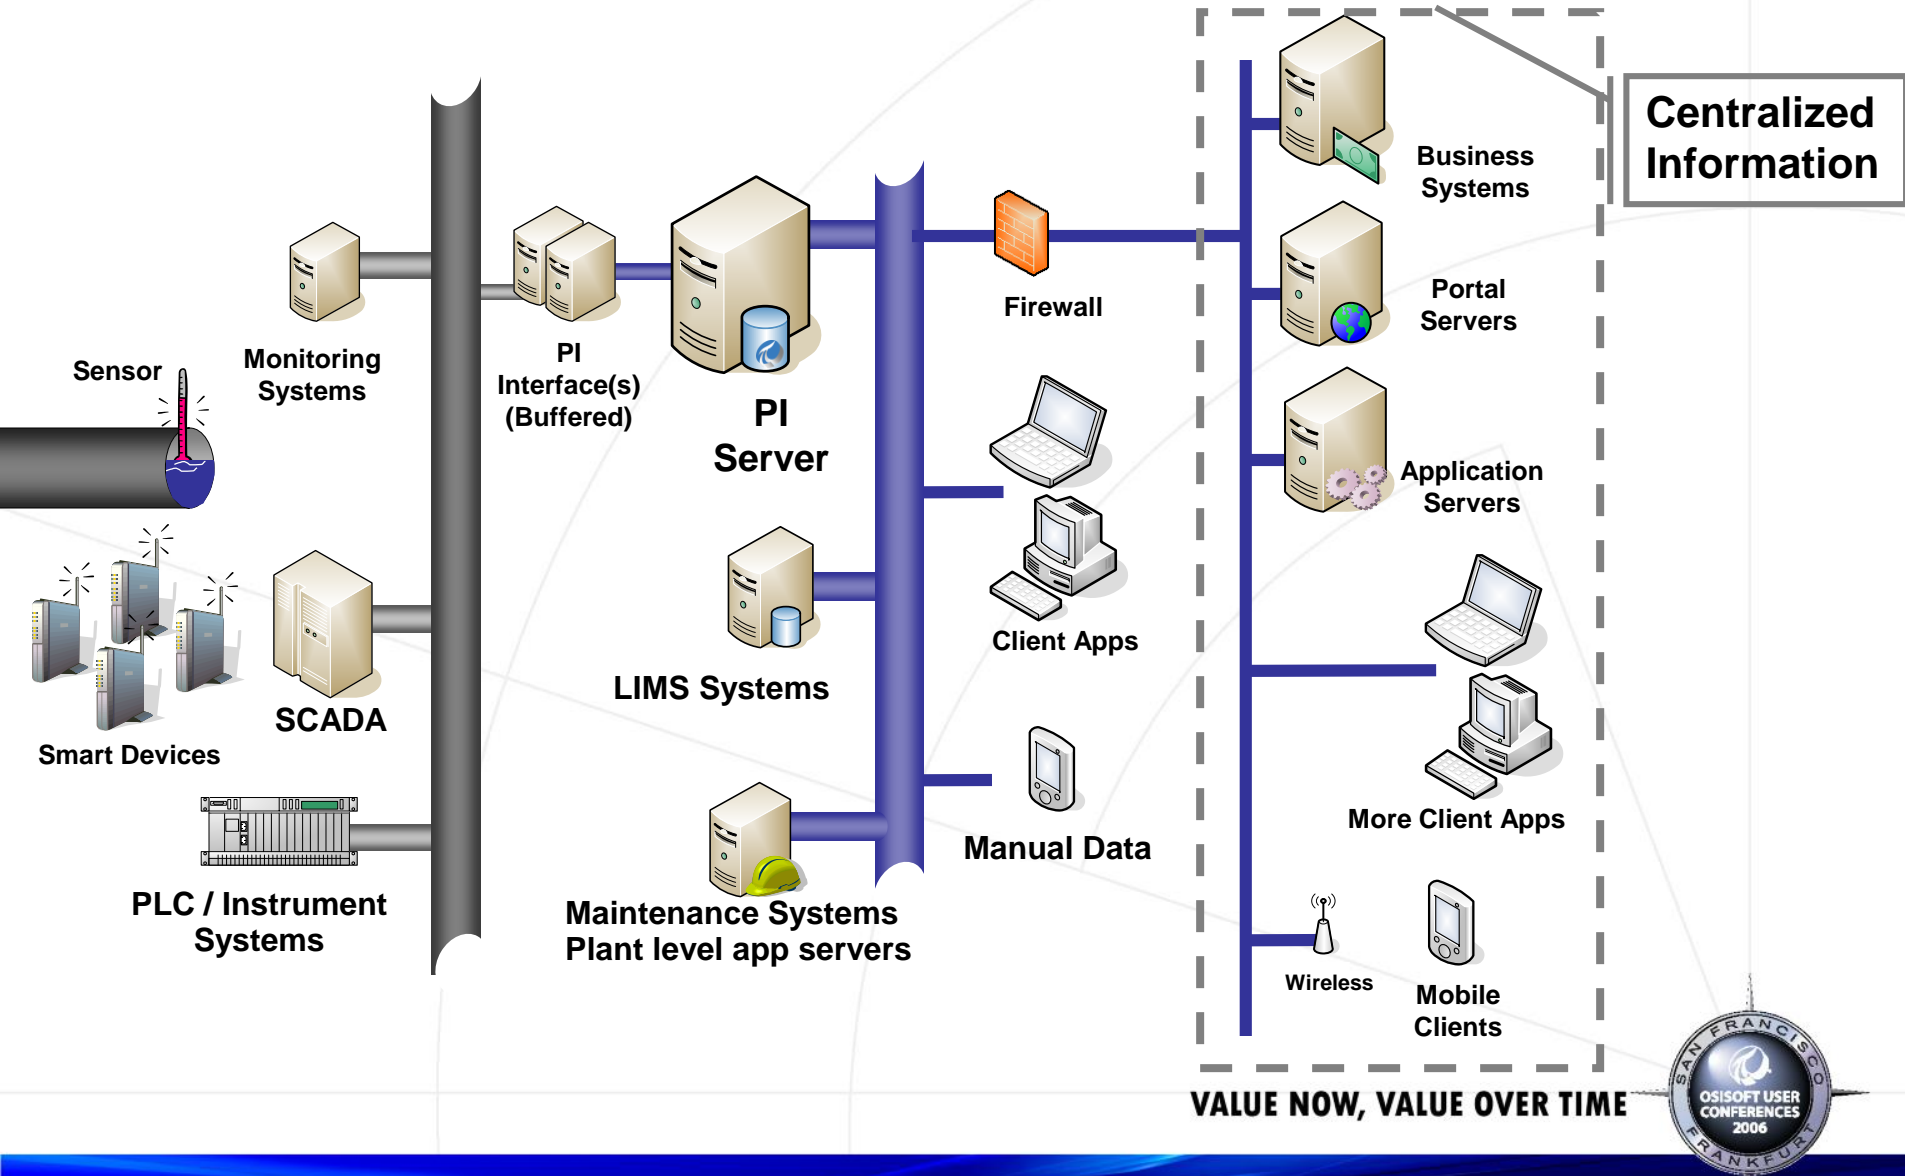 Centralized
Information
Business
Systems
Portal
Servers
Firewall
Sensor
Monitoring
Systems
PI
Interface(s)
(Buffered)
PI
Server
Application
Servers
Client Apps
LIMS Systems
SCADA
Smart Devices
More Client Apps
Manual Data
PLC / Instrument
Systems
Maintenance Systems
Plant level app servers
Wireless
Mobile
Clients
VALUE NOW, VALUE OVER TIME
SAN FRANCISCO
OSISOFT USER
CONFERENCES
2006
FRANKFURT